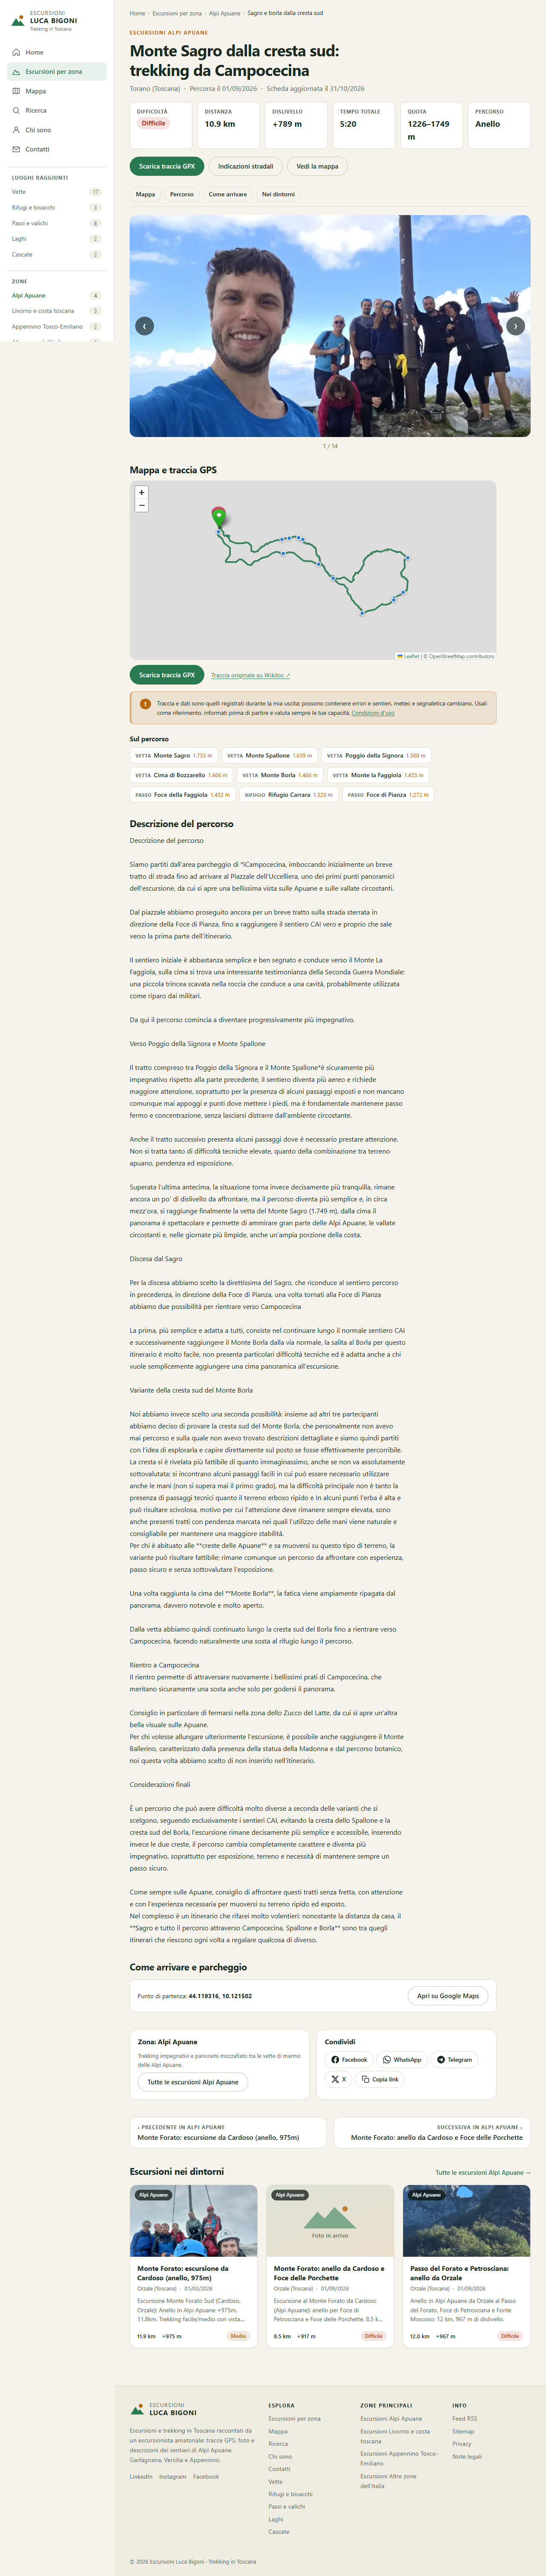 ESCURSIONI
LUCA BIGONI
Trekking in Toscana
Home
Escursioni per zona
Mappa
Ricerca
Chi sono
Contatti
LUOGHI RAGGIUNTI
Vette 17
Rifugi e bivacchi 3
Passi e valichi 8
Laghi 2
Cascate 2
ZONE
Alpi Apuane 4
Livorno e costa toscana 3
Appennino Tosco-Emiliano 2
Home › Escursioni per zona › Alpi Apuane › Sagro e borla dalla cresta sud
ESCURSIONI ALPI APUANE
Monte Sagro dalla cresta sud:
trekking da Campocecina
Torano (Toscana) · Percorsa il 01/09/2026 · Scheda aggiornata il 31/10/2026
DIFFICOLTÀ
Difficile
DISTANZA
10.9 km
DISLIVELLO
+789 m
TEMPO TOTALE
5:20
QUOTA
1226–1749
m
PERCORSO
Anello
Scarica traccia GPX
Indicazioni stradali
Vedi la mappa
Mappa
Percorso
Come arrivare
Nei dintorni
‹
›
1 / 14
Mappa e traccia GPS
+
−
Leaflet | © OpenStreetMap contributors
Scarica traccia GPX
Traccia originale su Wikiloc ↗
! Traccia e dati sono quelli registrati durante la mia uscita: possono contenere errori e sentieri, meteo e segnaletica cambiano. Usali
come riferimento, informati prima di partire e valuta sempre le tue capacità. Condizioni d'uso
Sul percorso
VETTA Monte Sagro 1.753 m
VETTA Monte Spallone 1.639 m
VETTA Poggio della Signora 1.568 m
VETTA Cima di Bozzarello 1.466 m
VETTA Monte Borla 1.466 m
VETTA Monte la Faggiola 1.455 m
PASSO Foce della Faggiola 1.452 m
RIFUGIO Rifugio Carrara 1.320 m
PASSO Foce di Pianza 1.272 m
Descrizione del percorso
Descrizione del percorso
Siamo partiti dall'area parcheggio di *iCampocecina, imboccando inizialmente un breve
tratto di strada fino ad arrivare al Piazzale dell'Uccelliera, uno dei primi punti panoramici
dell'escursione, da cui si apre una bellissima vista sulle Apuane e sulle vallate circostanti.
Dal piazzale abbiamo proseguito ancora per un breve tratto sulla strada sterrata in
direzione della Foce di Pianza, fino a raggiungere il sentiero CAI vero e proprio che sale
verso la prima parte dell'itinerario.
Il sentiero iniziale è abbastanza semplice e ben segnato e conduce verso il Monte La
Faggiola, sulla cima si trova una interessante testimonianza della Seconda Guerra Mondiale:
una piccola trincea scavata nella roccia che conduce a una cavità, probabilmente utilizzata
come riparo dai militari.
Da qui il percorso comincia a diventare progressivamente più impegnativo.
Verso Poggio della Signora e Monte Spallone
Il tratto compreso tra Poggio della Signora e il Monte Spallone*è sicuramente più
impegnativo rispetto alla parte precedente, il sentiero diventa più aereo e richiede
maggiore attenzione, soprattutto per la presenza di alcuni passaggi esposti e non mancano
comunque mai appoggi e punti dove mettere i piedi, ma è fondamentale mantenere passo
fermo e concentrazione, senza lasciarsi distrarre dall'ambiente circostante.
Anche il tratto successivo presenta alcuni passaggi dove è necessario prestare attenzione.
Non si tratta tanto di difficoltà tecniche elevate, quanto della combinazione tra terreno
apuano, pendenza ed esposizione.
Superata l'ultima antecima, la situazione torna invece decisamente più tranquilla, rimane
ancora un po' di dislivello da affrontare, ma il percorso diventa più semplice e, in circa
mezz'ora, si raggiunge finalmente la vetta del Monte Sagro (1.749 m), dalla cima il
panorama è spettacolare e permette di ammirare gran parte delle Alpi Apuane, le vallate
circostanti e, nelle giornate più limpide, anche un'ampia porzione della costa.
Discesa dal Sagro
Per la discesa abbiamo scelto la direttissima del Sagro, che riconduce al sentiero percorso
in precedenza, in direzione della Foce di Pianza, una volta tornati alla Foce di Pianza
abbiamo due possibilità per rientrare verso Campocecina
La prima, più semplice e adatta a tutti, consiste nel continuare lungo il normale sentiero CAI
e successivamente raggiungere il Monte Borla dalla via normale, la salita al Borla per questo
itinerario è molto facile, non presenta particolari difficoltà tecniche ed è adatta anche a chi
vuole semplicemente aggiungere una cima panoramica all'escursione.
Variante della cresta sud del Monte Borla
Noi abbiamo invece scelto una seconda possibilità: insieme ad altri tre partecipanti
abbiamo deciso di provare la cresta sud del Monte Borla, che personalmente non avevo
mai percorso e sulla quale non avevo trovato descrizioni dettagliate e siamo quindi partiti
con l'idea di esplorarla e capire direttamente sul posto se fosse effettivamente percorribile.
La cresta si è rivelata più fattibile di quanto immaginassimo, anche se non va assolutamente
sottovalutata; si incontrano alcuni passaggi facili in cui può essere necessario utilizzare
anche le mani (non si supera mai il primo grado), ma la difficoltà principale non è tanto la
presenza di passaggi tecnici quanto il terreno erboso ripido e In alcuni punti l'erba è alta e
può risultare scivolosa, motivo per cui l'attenzione deve rimanere sempre elevata, sono
anche presenti tratti con pendenza marcata nei quali l'utilizzo delle mani viene naturale e
consigliabile per mantenere una maggiore stabilità.
Per chi è abituato alle **creste delle Apuane** e sa muoversi su questo tipo di terreno, la
variante può risultare fattibile; rimane comunque un percorso da affrontare con esperienza,
passo sicuro e senza sottovalutare l'esposizione.
Una volta raggiunta la cima del **Monte Borla**, la fatica viene ampiamente ripagata dal
panorama, davvero notevole e molto aperto.
Dalla vetta abbiamo quindi continuato lungo la cresta sud del Borla fino a rientrare verso
Campocecina, facendo naturalmente una sosta al rifugio lungo il percorso.
Rientro a Campocecina
Il rientro permette di attraversare nuovamente i bellissimi prati di Campocecina, che
meritano sicuramente una sosta anche solo per godersi il panorama.
Consiglio in particolare di fermarsi nella zona dello Zucco del Latte, da cui si apre un'altra
bella visuale sulle Apuane.
Per chi volesse allungare ulteriormente l'escursione, è possibile anche raggiungere il Monte
Ballerino, caratterizzato dalla presenza della statua della Madonna e dal percorso botanico,
noi questa volta abbiamo scelto di non inserirlo nell'itinerario.
Considerazioni finali
È un percorso che può avere difficoltà molto diverse a seconda delle varianti che si
scelgono, seguendo esclusivamente i sentieri CAI, evitando la cresta dello Spallone e la
cresta sud del Borla, l'escursione rimane decisamente più semplice e accessibile, inserendo
invece le due creste, il percorso cambia completamente carattere e diventa più
impegnativo, soprattutto per esposizione, terreno e necessità di mantenere sempre un
passo sicuro.
Come sempre sulle Apuane, consiglio di affrontare questi tratti senza fretta, con attenzione
e con l'esperienza necessaria per muoversi su terreno ripido ed esposto.
Nel complesso è un itinerario che rifarei molto volentieri: nonostante la distanza da casa, il
**Sagro e tutto il percorso attraverso Campocecina, Spallone e Borla** sono tra quegli
itinerari che riescono ogni volta a regalare qualcosa di diverso.
Come arrivare e parcheggio
Punto di partenza: 44.119316, 10.121502
Apri su Google Maps
Zona: Alpi Apuane
Trekking impegnativi e panorami mozzafiato tra le vette di marmo
delle Alpi Apuane.
Tutte le escursioni Alpi Apuane
Condividi
Facebook
WhatsApp
Telegram
X
Copia link
‹ PRECEDENTE IN ALPI APUANE
Monte Forato: escursione da Cardoso (anello, 975m)
SUCCESSIVA IN ALPI APUANE ›
Monte Forato: anello da Cardoso e Foce delle Porchette
Escursioni nei dintorni
Tutte le escursioni Alpi Apuane →
Alpi Apuane
Monte Forato: escursione da
Cardoso (anello, 975m)
Orzale (Toscana) · 01/03/2026
Escursione Monte Forato Sud (Cardoso,
Orzale): Anello in Alpi Apuane +975m,
11.8km. Trekking facile/medio con vista…
11.9 km +975 m
Medio
Alpi Apuane
Foto in arrivo
Monte Forato: anello da Cardoso e
Foce delle Porchette
Orzale (Toscana) · 01/09/2026
Escursione al Monte Forato da Cardoso
(Alpi Apuane): anello per Foce di
Petrosciana e Foce delle Porchette, 8.5 k…
8.5 km +917 m
Difficile
Alpi Apuane
Passo del Forato e Petrosciana:
anello da Orzale
Orzale (Toscana) · 01/09/2026
Anello in Alpi Apuane da Orzale al Passo
del Forato, Foce di Petrosciana e Fonte
Moscoso: 12 km, 967 m di dislivello.
12.0 km +967 m
Difficile
ESCURSIONI
LUCA BIGONI
Escursioni e trekking in Toscana raccontati da
un escursionista amatoriale: tracce GPS, foto e
descrizioni dei sentieri di Alpi Apuane,
Garfagnana, Versilia e Appennino.
LinkedIn Instagram Facebook
ESPLORA
Escursioni per zona
Mappa
Ricerca
Chi sono
Contatti
Vette
Rifugi e bivacchi
Passi e valichi
Laghi
Cascate
ZONE PRINCIPALI
Escursioni Alpi Apuane
Escursioni Livorno e costa
toscana
Escursioni Appennino Tosco-
Emiliano
Escursioni Altre zone
dell'Italia
INFO
Feed RSS
Sitemap
Privacy
Note legali
© 2026 Escursioni Luca Bigoni · Trekking in Toscana